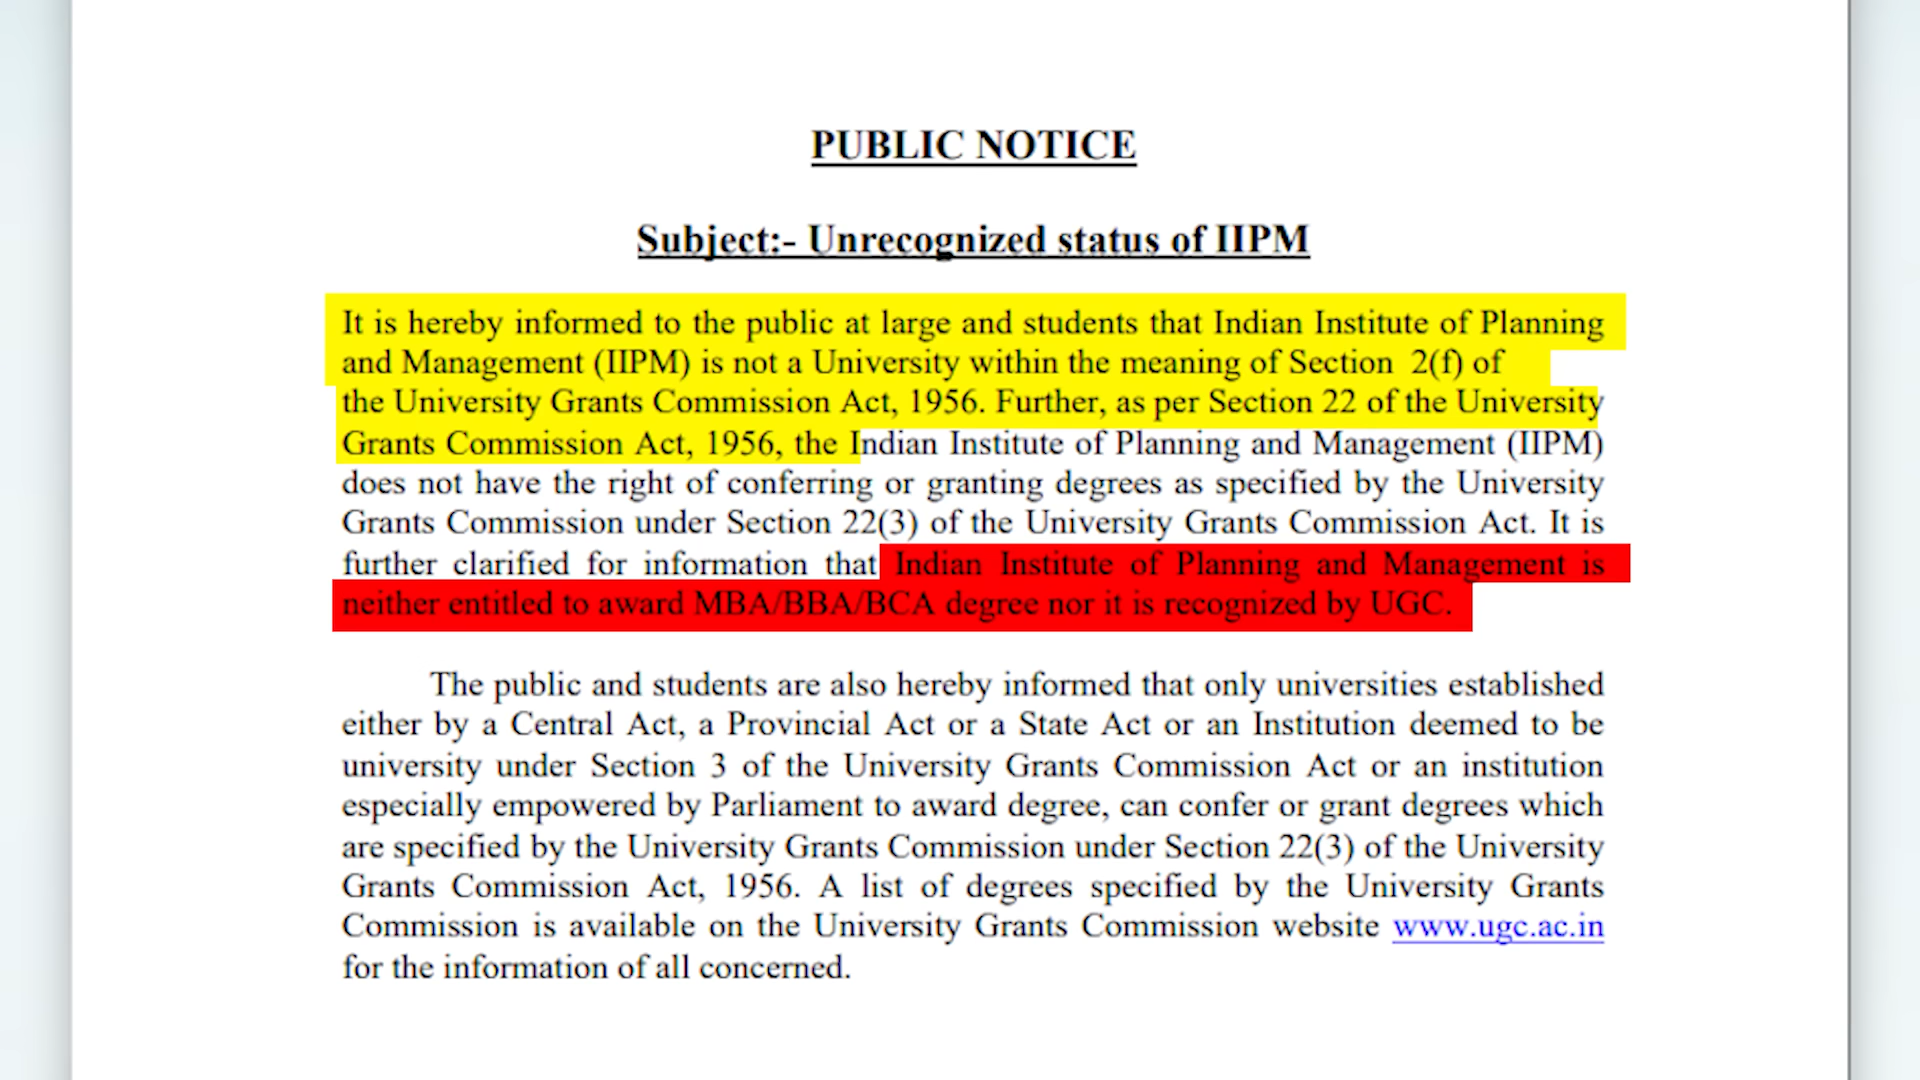 PUBLIC NOTICE
Subject:- Unrecognized status of IIPM
It is hereby informed to the public at large and students that Indian Institute of Planning
and Management (IIPM) is not a University within the meaning of Section 2(f) of
the University Grants Commission Act, 1956. Further, as per Section 22 of the University
Grants Commission Act, 1956, the Indian Institute of Planning and Management (IIPM)
does not have the right of conferring or granting degrees as specified by the University
Grants Commission under Section 22(3) of the University Grants Commission Act. It is
further clarified for information that Indian Institute of Planning and Management is
neither entitled to award MBA/BBA/BCA degree nor it is recognized by UGC.
The public and students are also hereby informed that only universities established
either by a Central Act, a Provincial Act or a State Act or an Institution deemed to be
university under Section 3 of the University Grants Commission Act or an institution
especially empowered by Parliament to award degree, can confer or grant degrees which
are specified by the University Grants Commission under Section 22(3) of the University
Grants Commission Act, 1956. A list of degrees specified by the University Grants
Commission is available on the University Grants Commission website www.ugc.ac.in
for the information of all concerned.